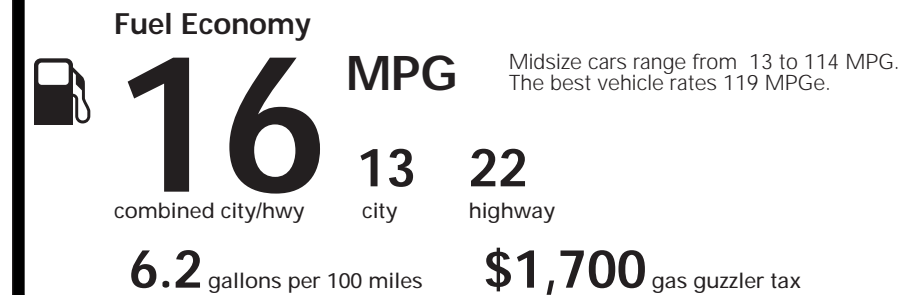 Fuel Economy
16 MPG
Midsize cars range from 13 to 114 MPG.
The best vehicle rates 119 MPGe.
13 22
combined city/hwy city highway
6.2 gallons per 100 miles $1,700 gas guzzler tax